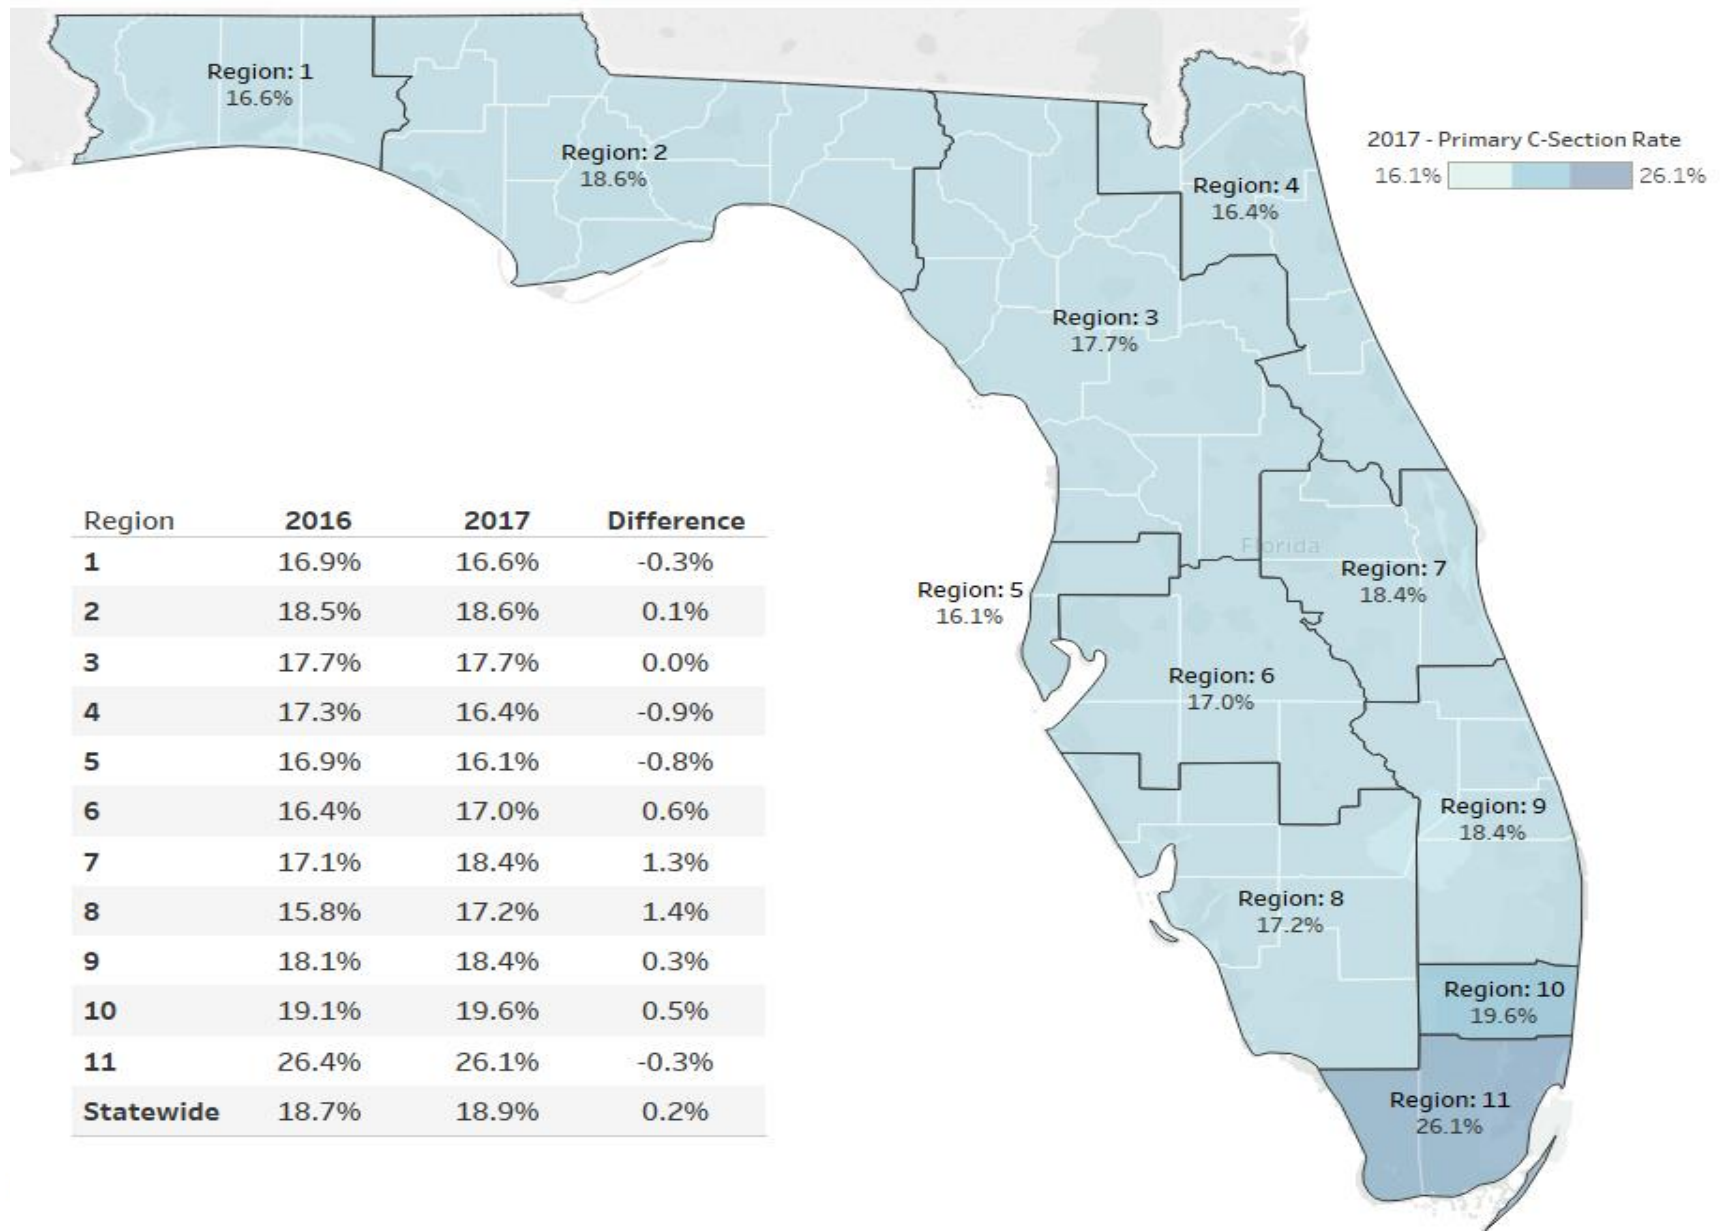 Region: 1
16.6%
Region: 2
18.6%
2017 - Primary C-Section Rate
16.1% 26.1%
Region: 4
16.4%
Region: 3
17.7%
Region 2016 2017 Difference
1 16.9% 16.6% -0.3%
2 18.5% 18.6% 0.1%
3 17.7% 17.7% 0.0%
4 17.3% 16.4% -0.9%
5 16.9% 16.1% -0.8%
6 16.4% 17.0% 0.6%
7 17.1% 18.4% 1.3%
8 15.8% 17.2% 1.4%
9 18.1% 18.4% 0.3%
10 19.1% 19.6% 0.5%
11 26.4% 26.1% -0.3%
Statewide 18.7% 18.9% 0.2%
Florida
Region: 7
18.4%
Region: 5
16.1%
Region: 6
17.0%
Region: 9
18.4%
Region: 8
17.2%
Region: 10
19.6%
Region: 11
26.1%